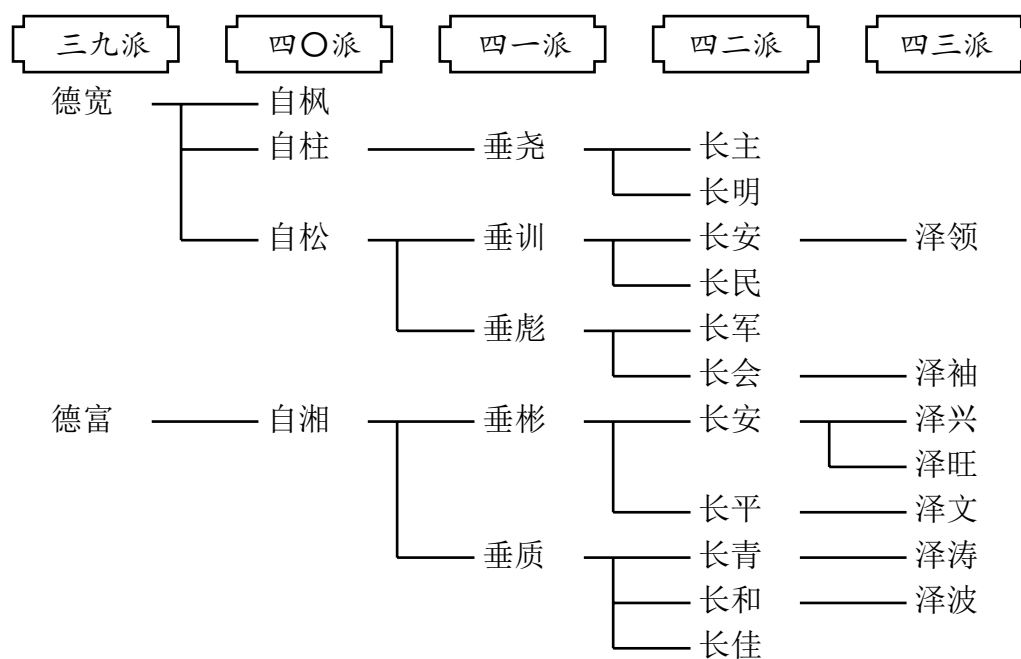 三九派 四〇派 四一派 四二派 四三派
德宽 自枫
自柱 垂尧 长主
长明
自松 垂训 长安 泽领
长民
垂彪 长军
长会 泽袖
德富 自湘 垂彬 长安 泽兴
泽旺
长平 泽文
垂质 长青 泽涛
长和 泽波
长佳